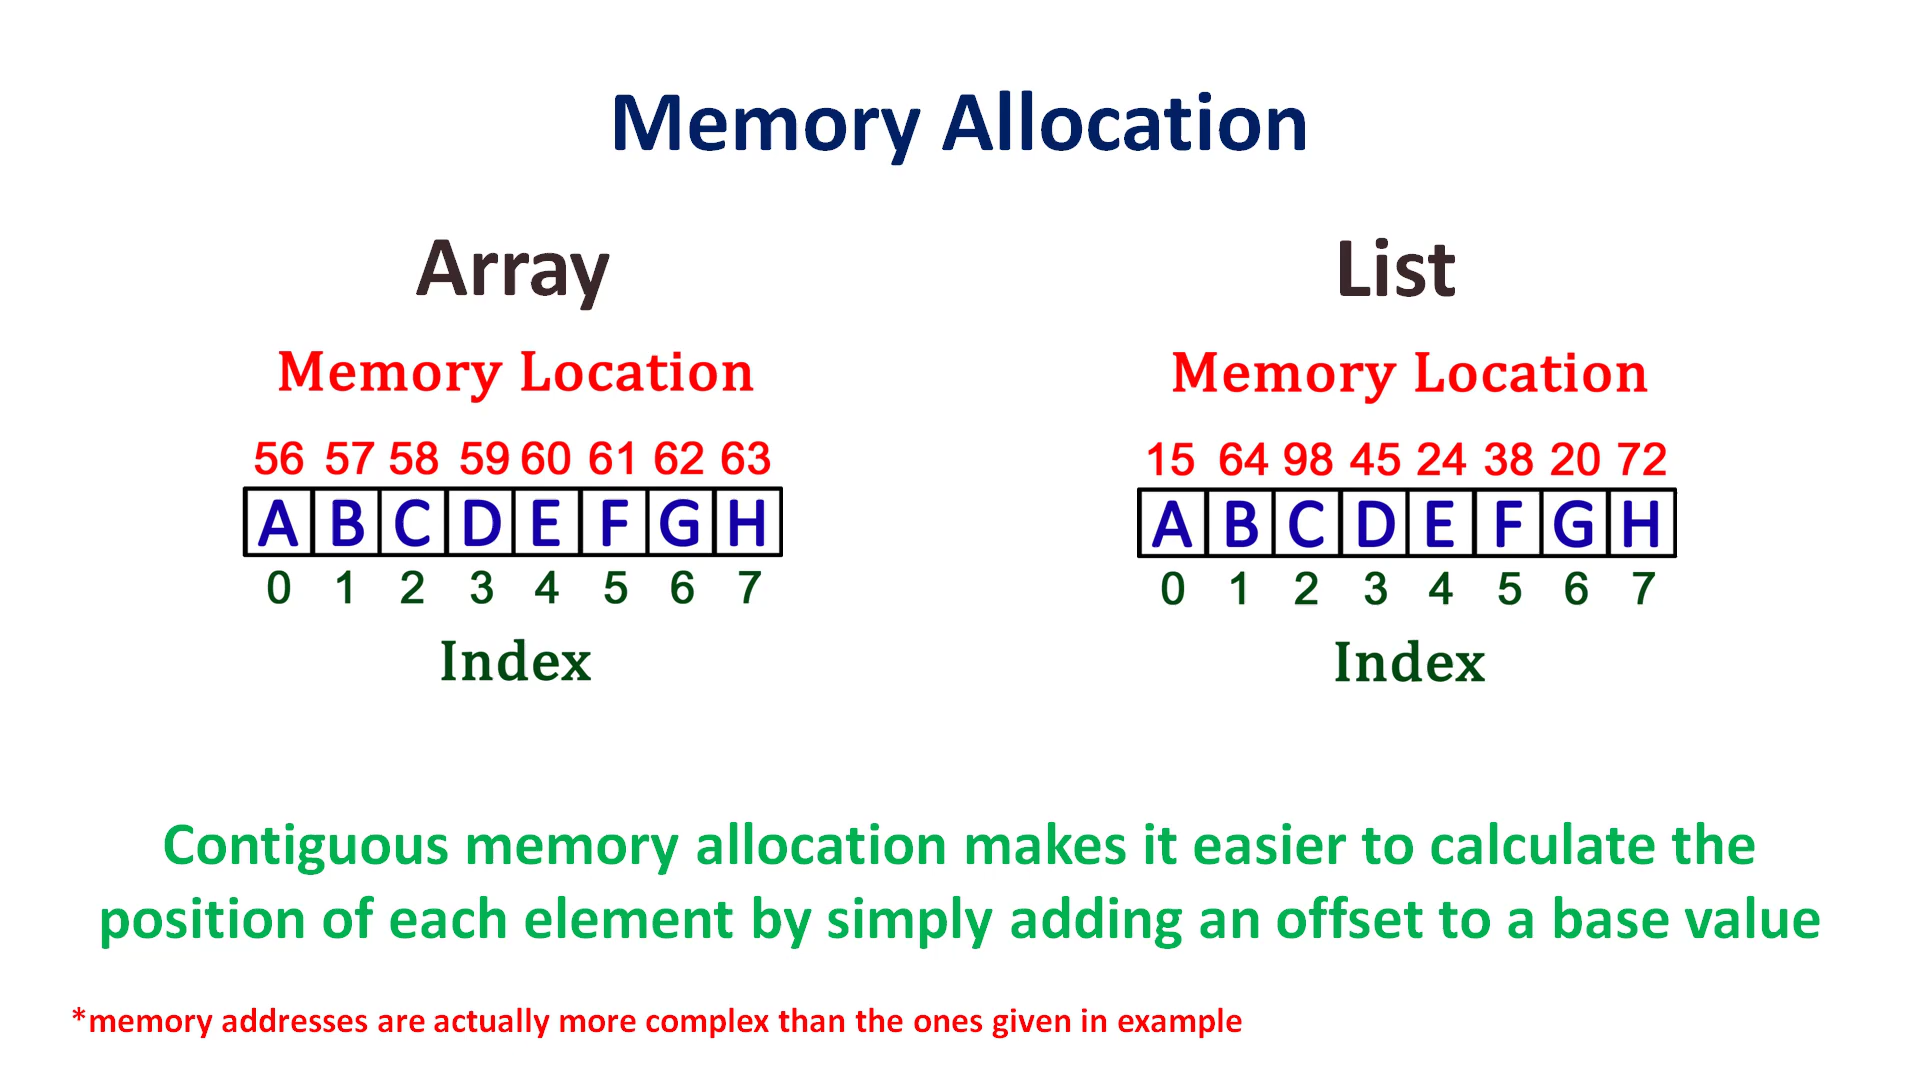 Memory Allocation
Array
Memory Location
56 57 58 59 60 61 62 63
A B C D E F G H
0 1 2 3 4 5 6 7
Index
List
Memory Location
15 64 98 45 24 38 20 72
A B C D E F G H
0 1 2 3 4 5 6 7
Index
Contiguous memory allocation makes it easier to calculate the
position of each element by simply adding an offset to a base value
*memory addresses are actually more complex than the ones given in example